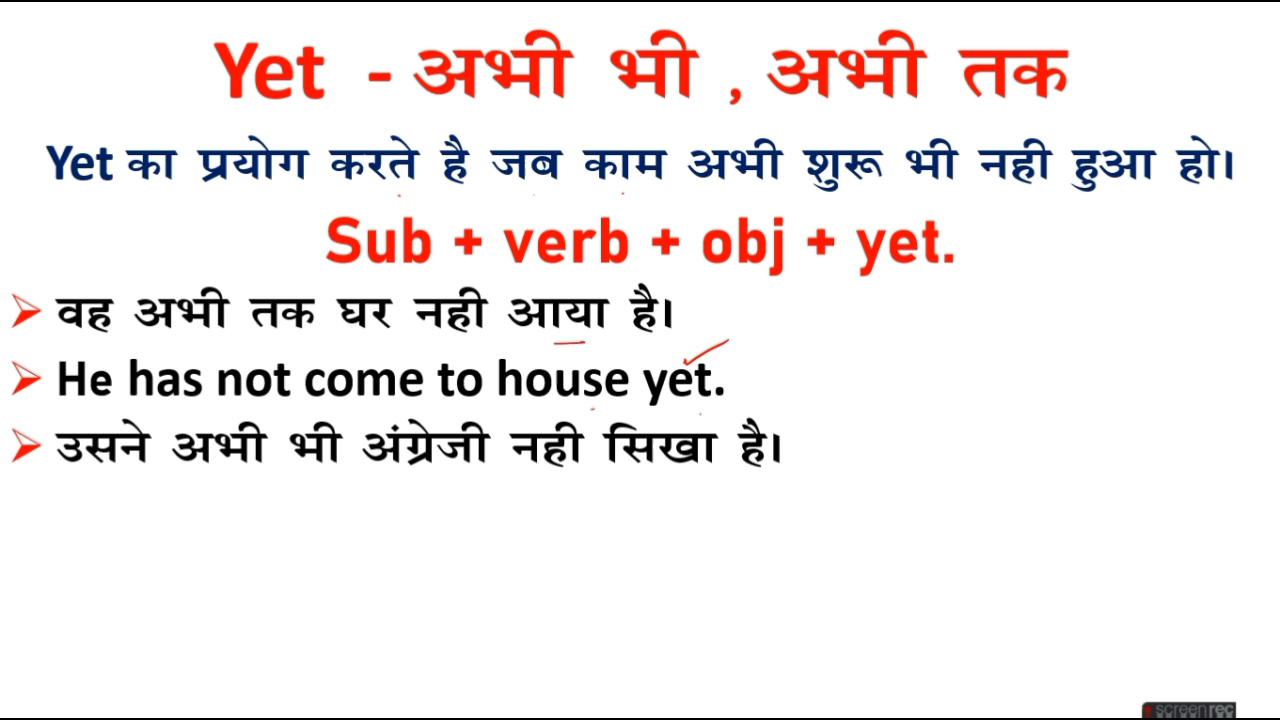 Yet - अभी भी , अभी तक
Yet का प्रयोग करते है जब काम अभी शुरू भी नही हुआ हो।
Sub + verb + obj + yet.
➢ वह अभी तक घर नही आया है।
➢ He has not come to house yet.
➢ उसने अभी भी अंग्रेजी नही सिखा है।
screenrec